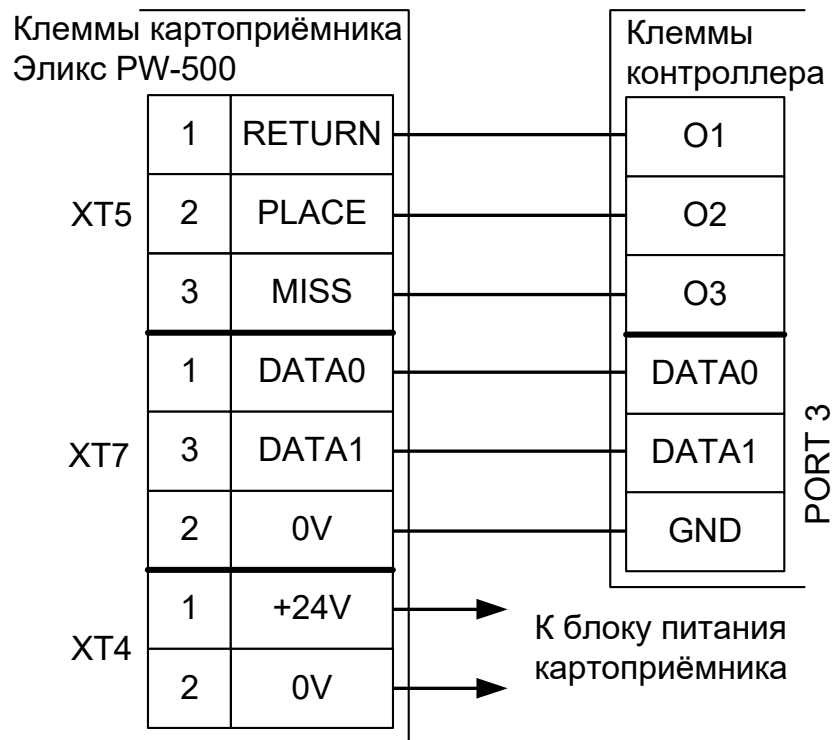 Клеммы картоприёмника
Эликс PW-500
Клеммы
контроллера
XT5
1 RETURN
2 PLACE
3 MISS
O1
O2
O3
XT7
1 DATA0
3 DATA1
2 0V
DATA0
DATA1
GND
PORT 3
XT4
1 +24V
2 0V
К блоку питания
картоприёмника